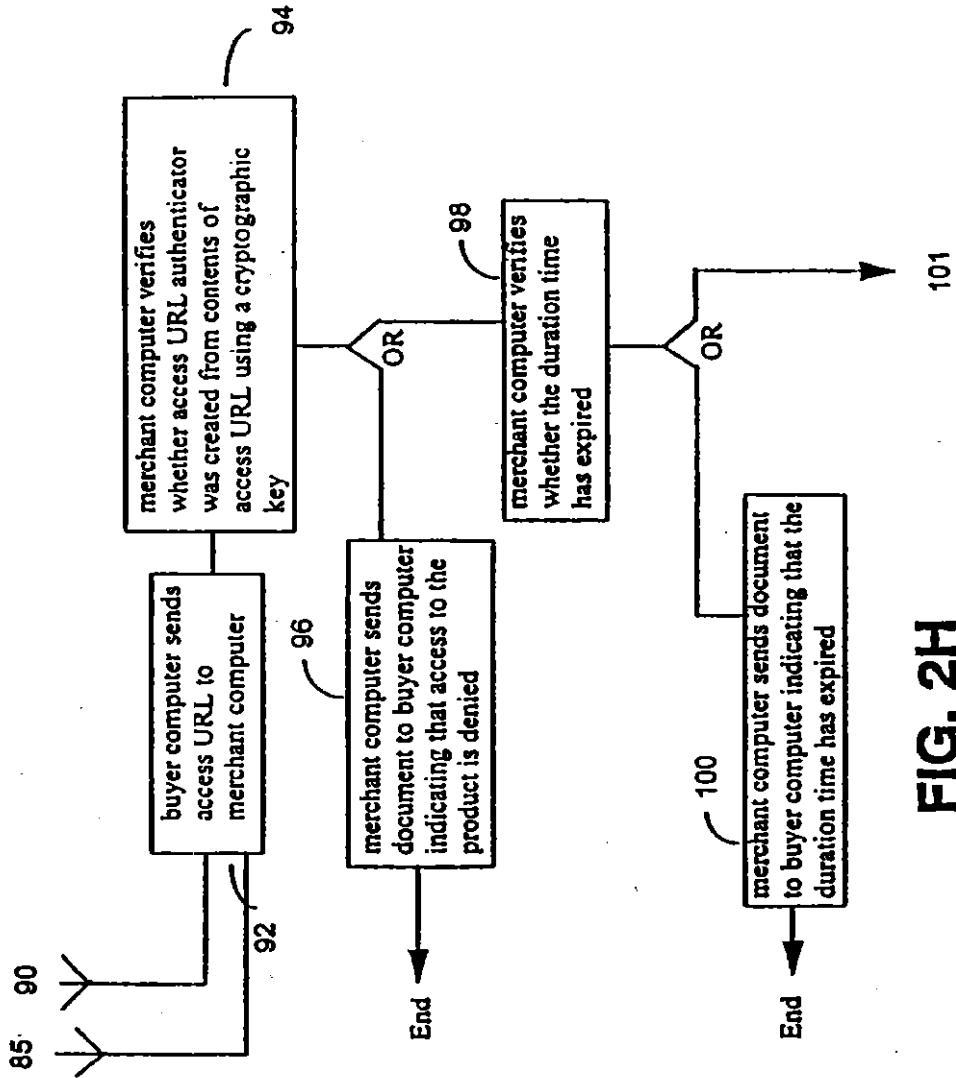 85
90
buyer computer sends
access URL to
merchant computer
92
merchant computer verifies
whether access URL authenticator
was created from contents of
access URL using a cryptographic
key
94
OR
96
merchant computer sends
document to buyer computer
indicating that access to the
product is denied
End
98
merchant computer verifies
whether the duration time
has expired
OR
100
merchant computer sends document
to buyer computer indicating that the
duration time has expired
End
101
FIG. 2H